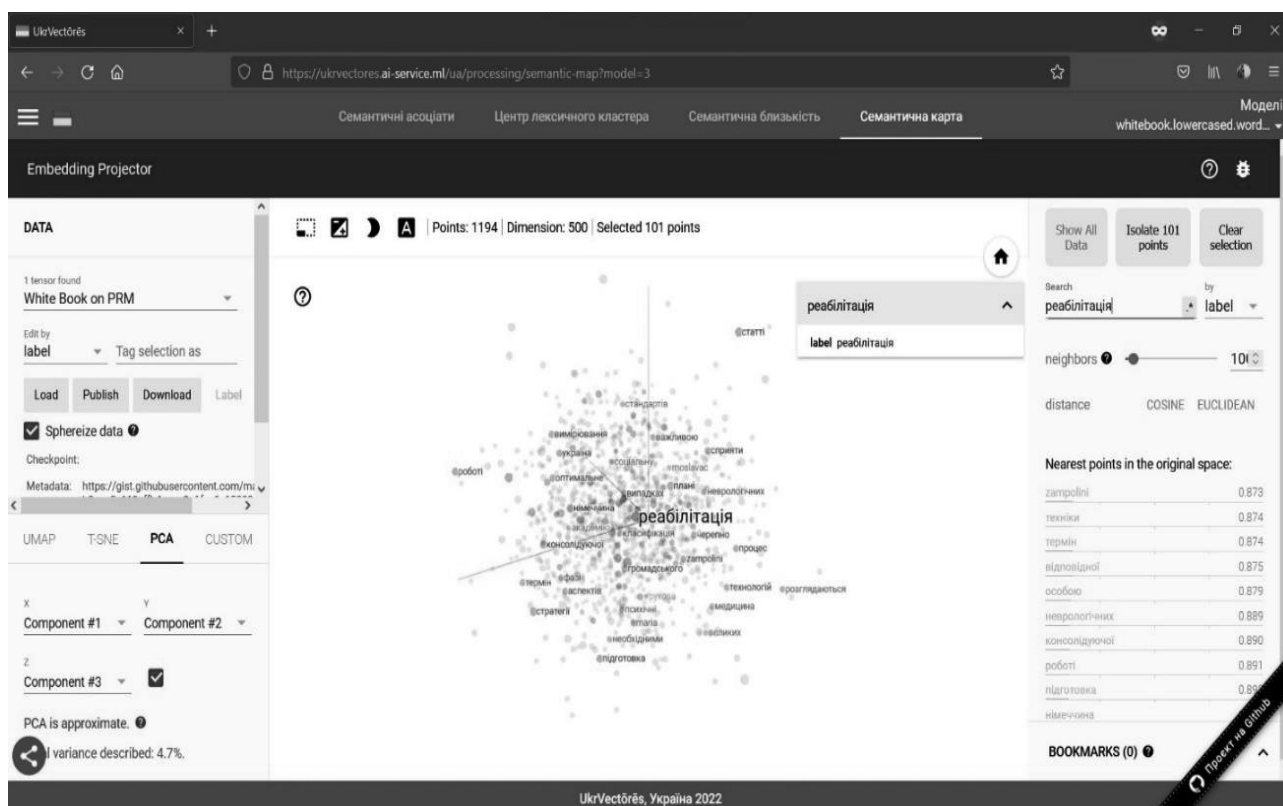 UkrVectōrēs
https://ukrvectores.ai-service.ml/ua/processing/semantic-map?model=3
Семантичні асоціати Центр лексичного кластера Семантична близькість Семантична карта
Моделі
whitebook.lowercased.word...
Embedding Projector
DATA
1 tensor found
White Book on PRM
Edit by
label Tag selection as
Load Publish Download Label
Sphereize data
Checkpoint:
Metadata: https://gist.githubusercontent.com/m
UMAP T-SNE PCA CUSTOM
X Y
Component #1 Component #2
Z
Component #3
PCA is approximate.
variance described: 4.7%.
Points: 1194 | Dimension: 500 | Selected 101 points
реабілітація
label реабілітація
статті
стандартів
вимірювання
важливою
україна
сприяти
соціальну
moslavac
роботі
оптимальне
плані
випадках
неврологічних
німеччина
реабілітація
академію
класифікація
черепно
консолідуючої
процес
zampolini
громадського
термін
фазі
аспектів
технологій
розглядаються
стратегії
психічні
медицина
maria
великих
необхідними
підготовка
Show All Data
Isolate 101 points
Clear selection
Search by
реабілітація .* label
neighbors 100
distance COSINE EUCLIDEAN
Nearest points in the original space:
zampolini 0.873
техніки 0.874
термін 0.874
відповідної 0.875
особою 0.879
неврологічних 0.889
консолідуючої 0.890
роботі 0.891
підготовка
німеччина
BOOKMARKS (0)
Проєкт на Github
UkrVectōrēs, Україна 2022